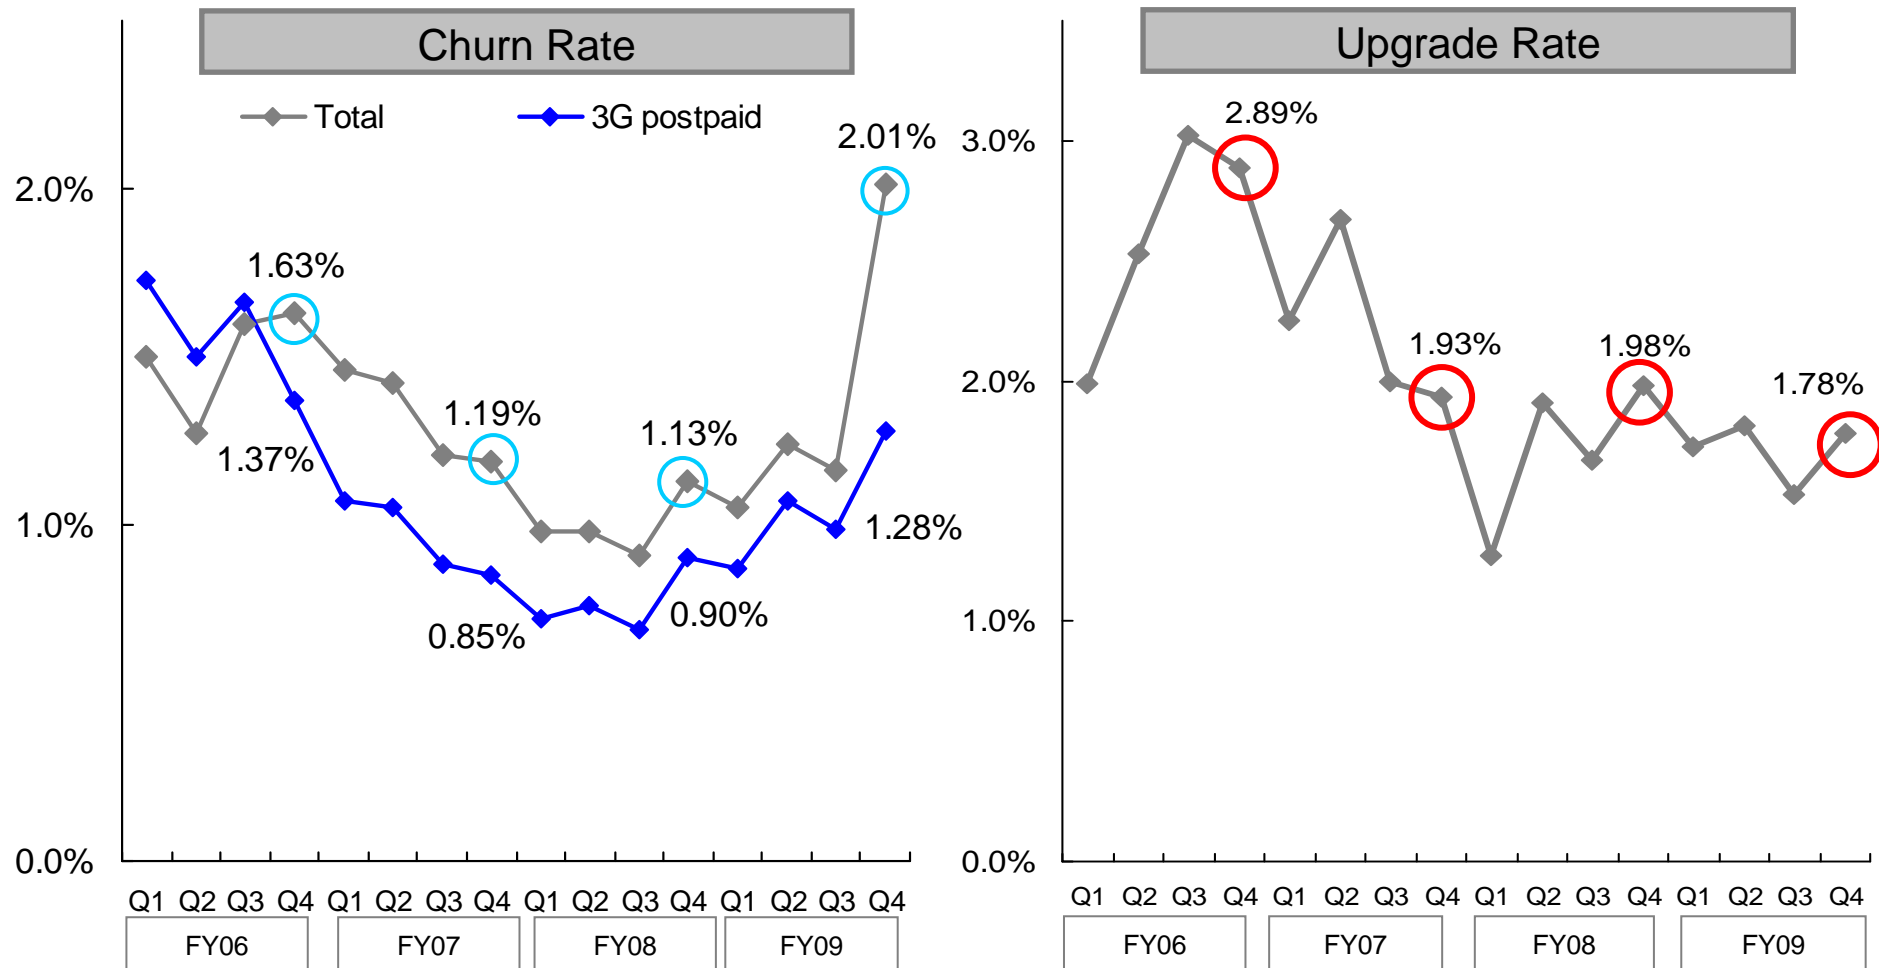 Churn Rate
Total
3G postpaid
2.01%
2.0%
1.63%
1.19%
1.13%
1.37%
1.0%
1.28%
0.85%
0.90%
0.0%
Q1 Q2 Q3 Q4 Q1 Q2 Q3 Q4 Q1 Q2 Q3 Q4 Q1 Q2 Q3 Q4
FY06 FY07 FY08 FY09
Upgrade Rate
2.89%
3.0%
1.93%
1.98%
1.78%
2.0%
1.0%
0.0%
Q1 Q2 Q3 Q4 Q1 Q2 Q3 Q4 Q1 Q2 Q3 Q4 Q1 Q2 Q3 Q4
FY06 FY07 FY08 FY09